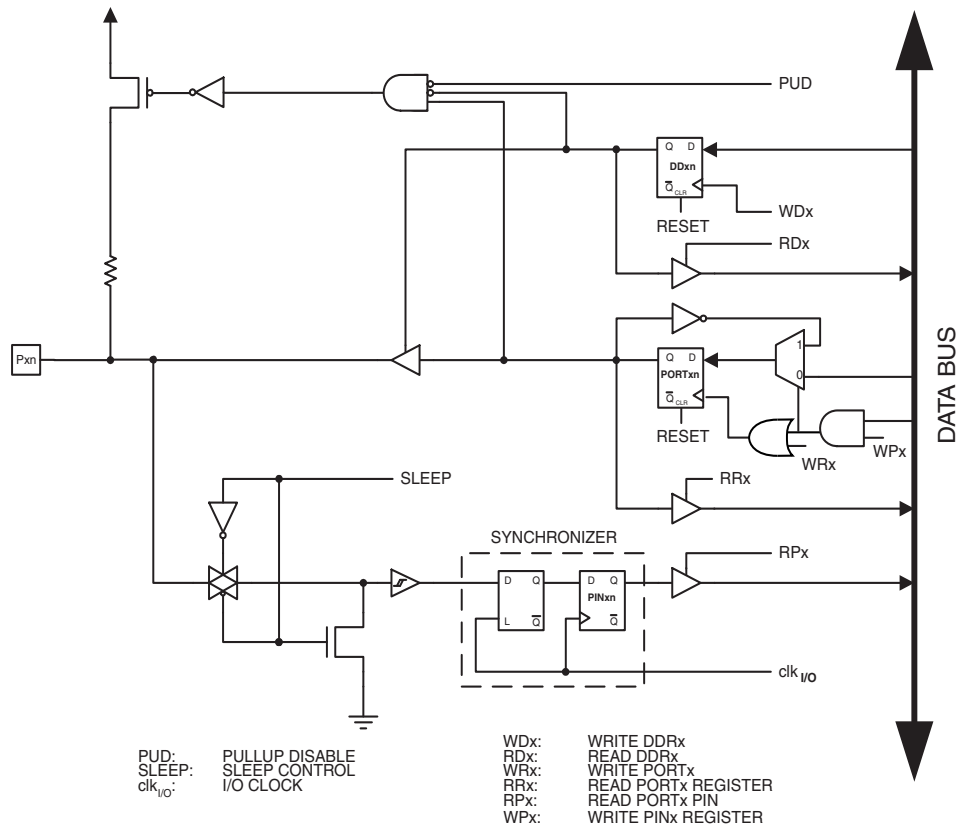 PUD
Q D
DDxn
Q
CLR
WDx
RESET
RDx
1
Pxn
Q D
PORTxn
0
Q
CLR
RESET
WRx
WPx
DATA BUS
SLEEP
RRx
SYNCHRONIZER
RPx
D Q
D Q
PINxn
L Q
Q
clk I/O
PUD: PULLUP DISABLE
SLEEP: SLEEP CONTROL
clkI/O: I/O CLOCK
WDx: WRITE DDRx
RDx: READ DDRx
WRx: WRITE PORTx
RRx: READ PORTx REGISTER
RPx: READ PORTx PIN
WPx: WRITE PINx REGISTER